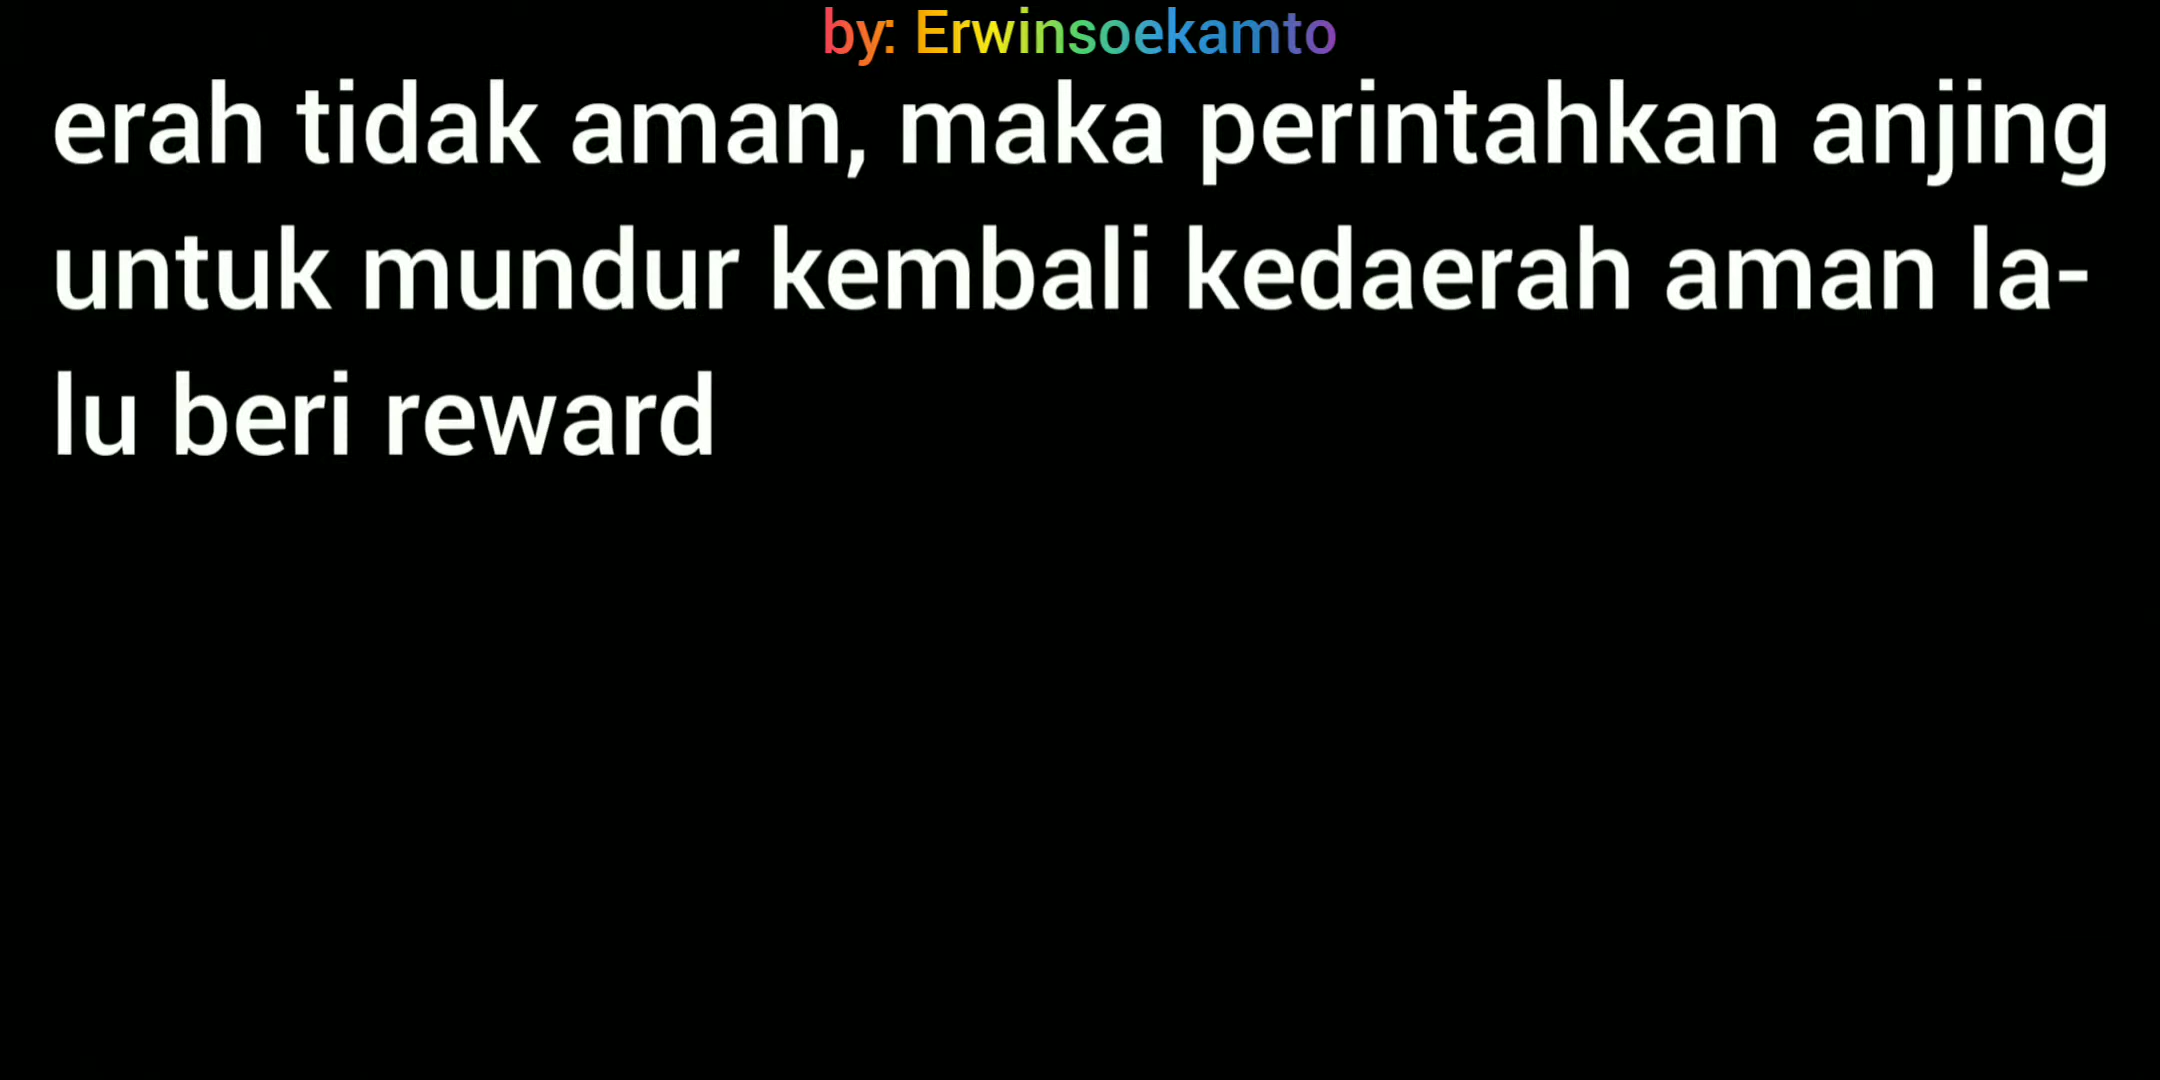 by: Erwinsoekamto
erah tidak aman, maka perintahkan anjing
untuk mundur kembali kedaerah aman la-
lu beri reward